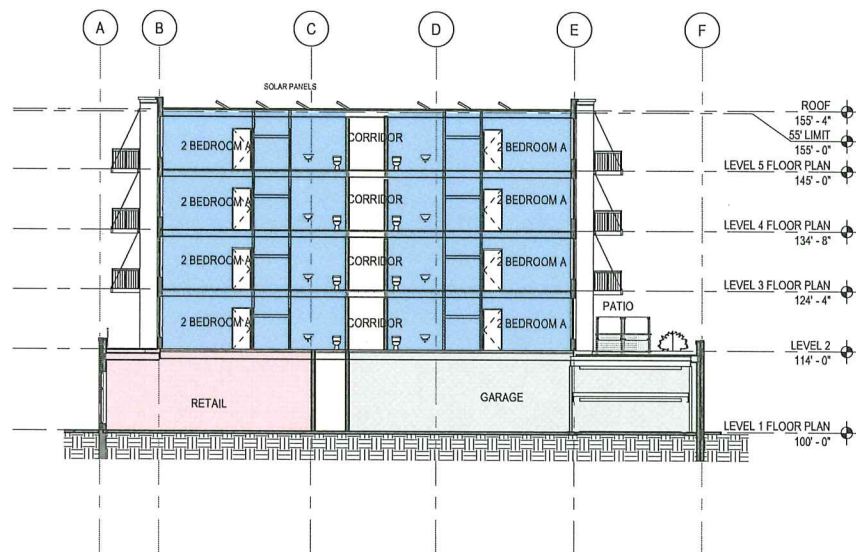 A B C D E F
SOLAR PANELS
ROOF
155' - 4"
55' LIMIT
155' - 0"
2 BEDROOM A CORRIDOR 2 BEDROOM A
LEVEL 5 FLOOR PLAN
145' - 0"
2 BEDROOM A CORRIDOR 2 BEDROOM A
LEVEL 4 FLOOR PLAN
134' - 8"
2 BEDROOM A CORRIDOR 2 BEDROOM A
LEVEL 3 FLOOR PLAN
124' - 4"
PATIO
2 BEDROOM A CORRIDOR 2 BEDROOM A
LEVEL 2
114' - 0"
RETAIL GARAGE
LEVEL 1 FLOOR PLAN
100' - 0"